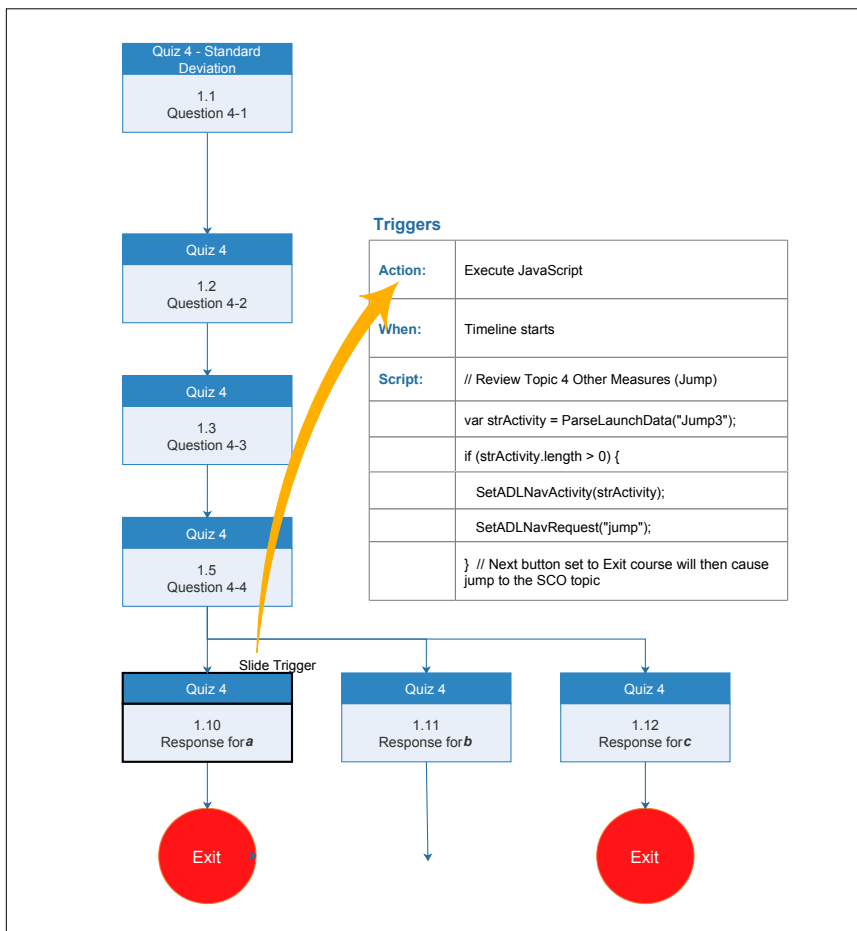 Quiz 4 - Standard
Deviation
1.1
Question 4-1
Quiz 4
1.2
Question 4-2
Quiz 4
1.3
Question 4-3
Quiz 4
1.5
Question 4-4
Triggers
Action: Execute JavaScript
When: Timeline starts
Script: // Review Topic 4 Other Measures (Jump)
var strActivity = ParseLaunchData("Jump3");
if (strActivity.length > 0) {
SetADLNavActivity(strActivity);
SetADLNavRequest("jump");
} // Next button set to Exit course will then cause
jump to the SCO topic
Slide Trigger
Quiz 4
1.10
Response for a
Quiz 4
1.11
Response for b
Quiz 4
1.12
Response for c
Exit
Exit